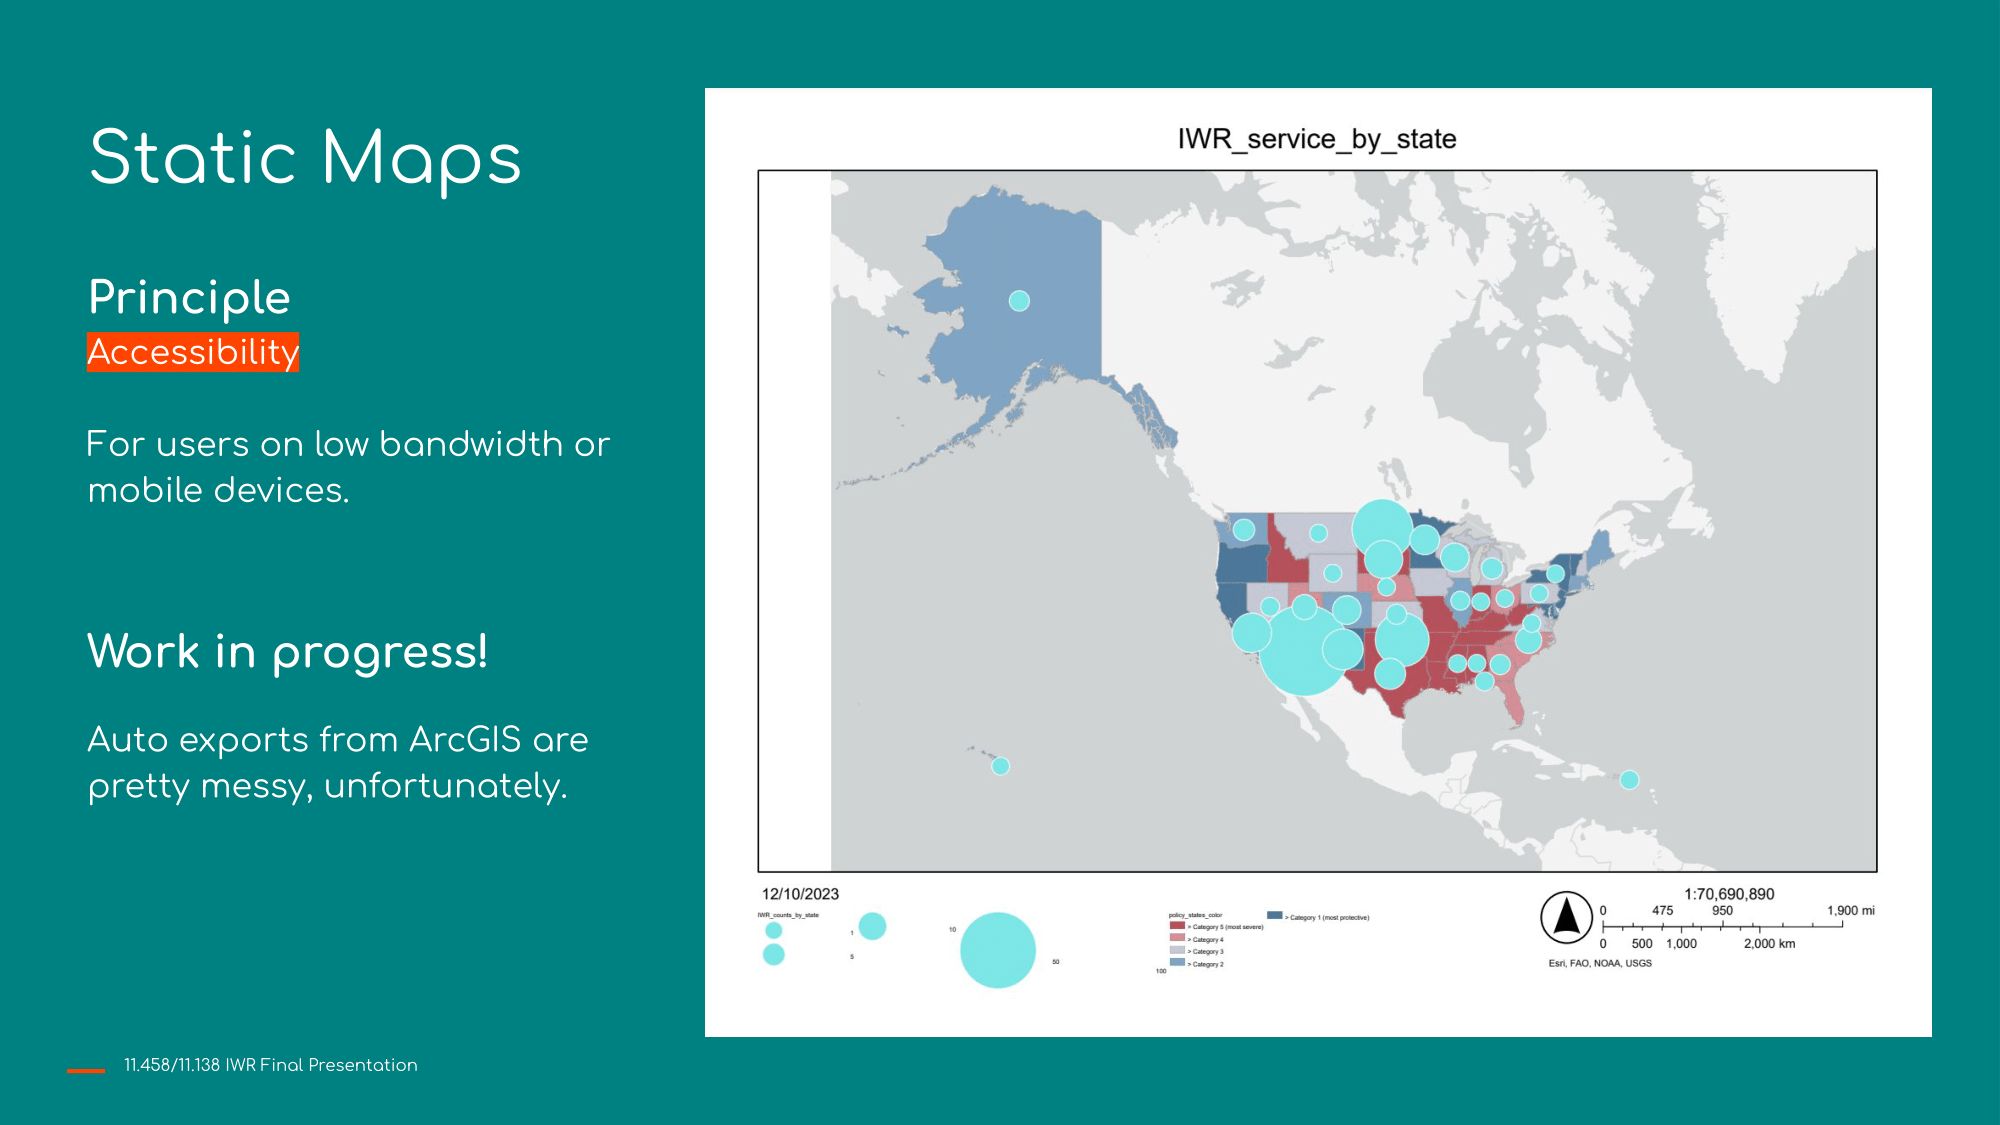 Static Maps
Principle
Accessibility
For users on low bandwidth or
mobile devices.
Work in progress!
Auto exports from ArcGIS are
pretty messy, unfortunately.
11.458/11.138 IWR Final Presentation
IWR_service_by_state
12/10/2023
IWR_counts_by_state
1
5
10
50
100
policy_states_color
> Category 5 (most severe)
> Category 4
> Category 3
> Category 2
> Category 1 (most protective)
1:70,690,890
0 475 950 1,900 mi
0 500 1,000 2,000 km
Esri, FAO, NOAA, USGS